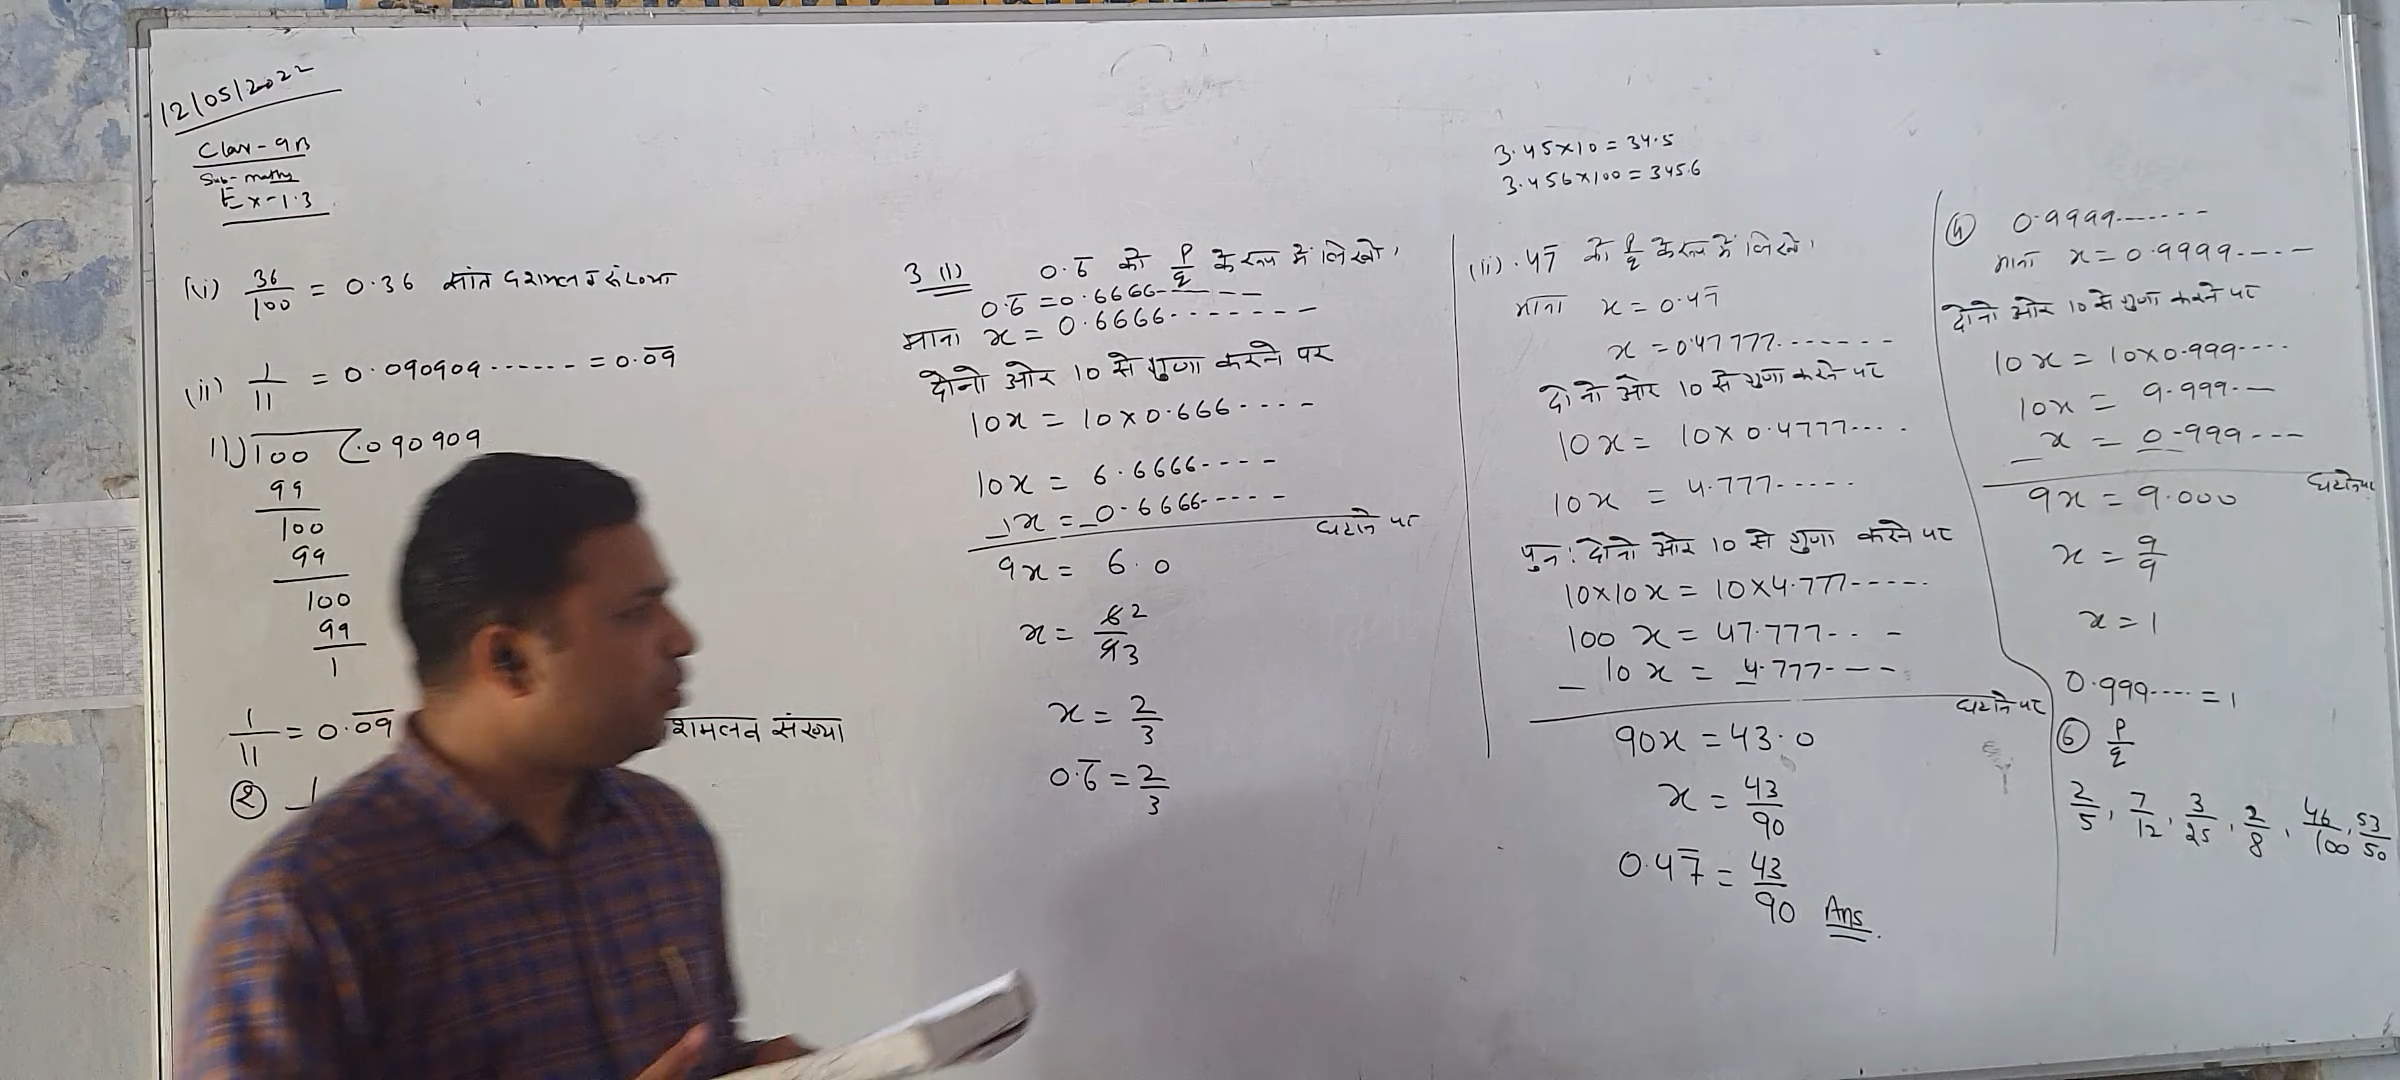 12/05/2022
Class - 9B
Sub - maths
Ex-1.3
(i) 36/100 = 0.36 सांत दशमलव संख्या
(ii) 1/11 = 0.090909...... = 0.0̅9̅
11)100(.090909
99
100
99
100
99
1
1/11 = 0.0̅9̅ शमलव संख्या
②
3 (i) 0.6̅ को p/q के रूप में लिखो।
0.6̅ = 0.6666-----
माना x = 0.6666-------
दोनो ओर 10 से गुणा करने पर
10x = 10×0.666----
10x = 6.6666----
_1x = _0.6666-----
घटाने पर
9x = 6.0
x = 6 2/9 3
x = 2/3
0.6̅ = 2/3
3.45×10 = 34.5
3.456×100 = 345.6
(ii) .47̅ को p/q के रूप में लिखो।
माना x = 0.47̅
x = 0.47777-------
दोनो ओर 10 से गुणा करने पर
10x = 10×0.4777----
10x = 4.777-----
पुनः दोनो ओर 10 से गुणा करने पर
10×10x = 10×4.777-----
100x = 47.777-- -
_ 10x = 4.777---
घटाने पर
90x = 43.0
x = 43/90
0.47̅ = 43/90 Ans.
④ 0.9999-------
माना x = 0.9999----
दोनो ओर 10 से गुणा करने पर
10x = 10×0.999----
10x = 9.999--
_ x = 0.999---
घटाने पर
9x = 9.000
x = 9/9
x = 1
0.999---- = 1
⑥ p/q
2/5, 7/12, 3/25, 2/8, 46/100, 53/50